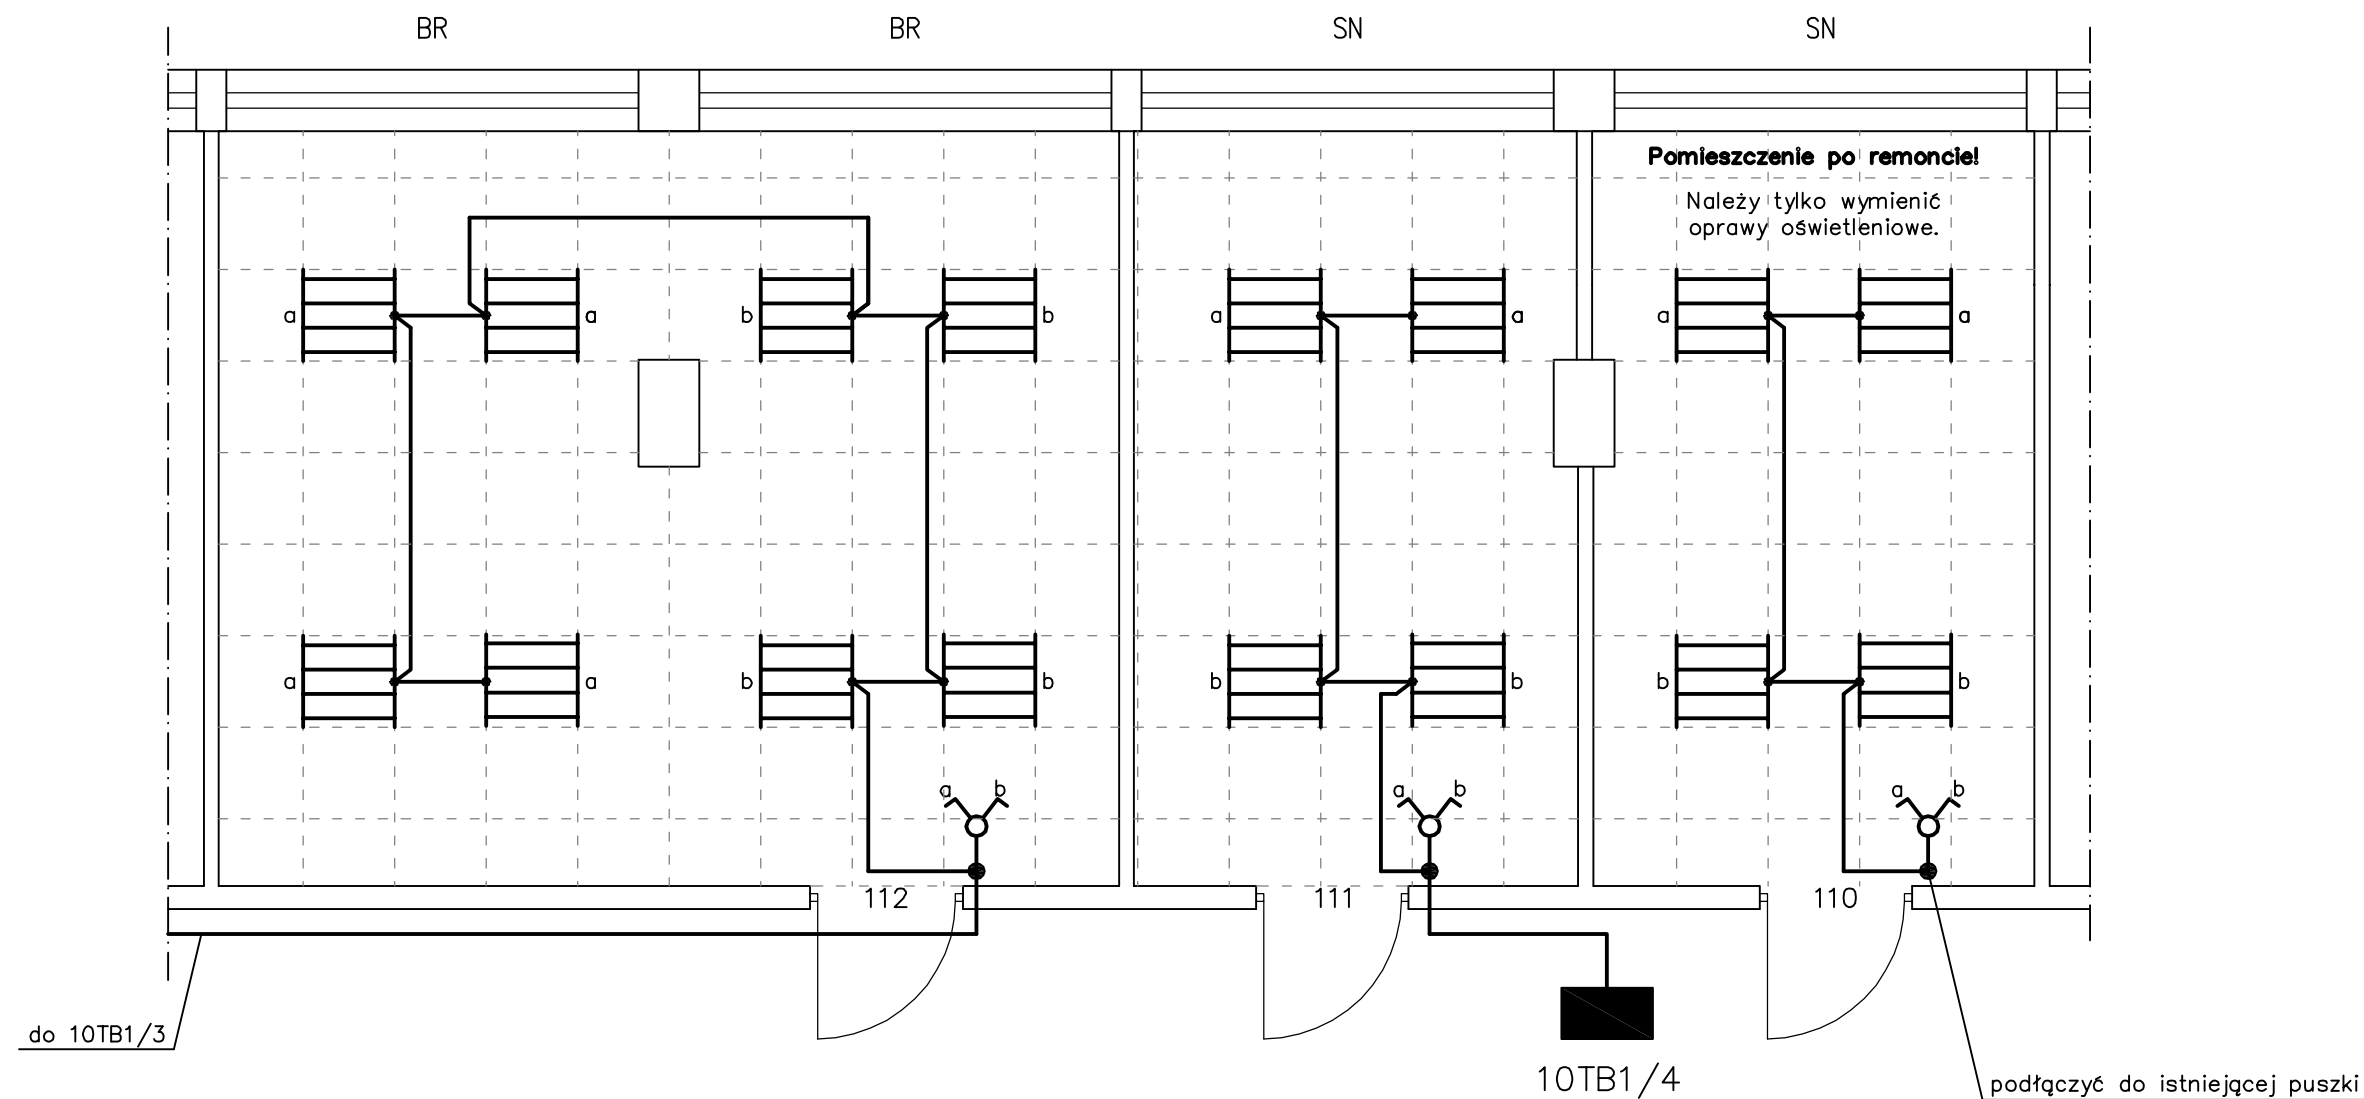 BR BR SN SN
Pomieszczenie po remoncie!
Należy tylko wymienić
oprawy oświetleniowe.
a a b b a a a a
a a b b b b b b
a b a b a b
112 111 110
do 10TB1/3
10TB1/4
podłączyć do istniejącej puszki